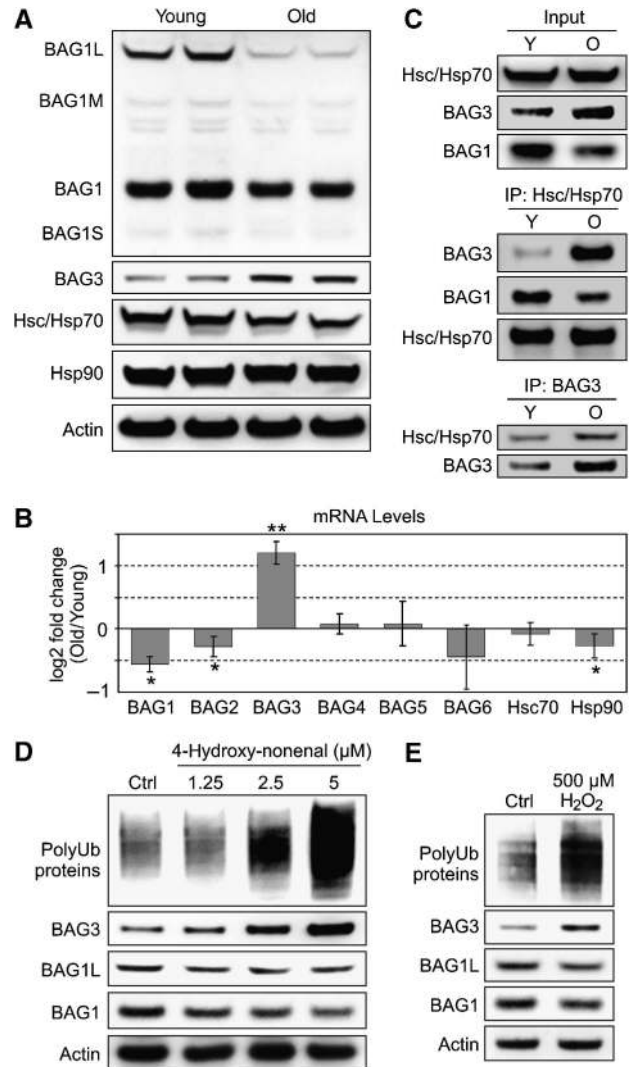 A
Young Old
BAG1L
BAG1M
BAG1
BAG1S
BAG3
Hsc/Hsp70
Hsp90
Actin
C
Input
Y O
Hsc/Hsp70
BAG3
BAG1
IP: Hsc/Hsp70
Y O
BAG3
BAG1
Hsc/Hsp70
IP: BAG3
Y O
Hsc/Hsp70
BAG3
B
mRNA Levels
log2 fold change
(Old/Young)
1
0
–1
**
*
*
*
BAG1 BAG2 BAG3 BAG4 BAG5 BAG6 Hsc70 Hsp90
D
4-Hydroxy-nonenal (µM)
Ctrl 1.25 2.5 5
PolyUb
proteins
BAG3
BAG1L
BAG1
Actin
E
500 µM
Ctrl H₂O₂
PolyUb
proteins
BAG3
BAG1L
BAG1
Actin